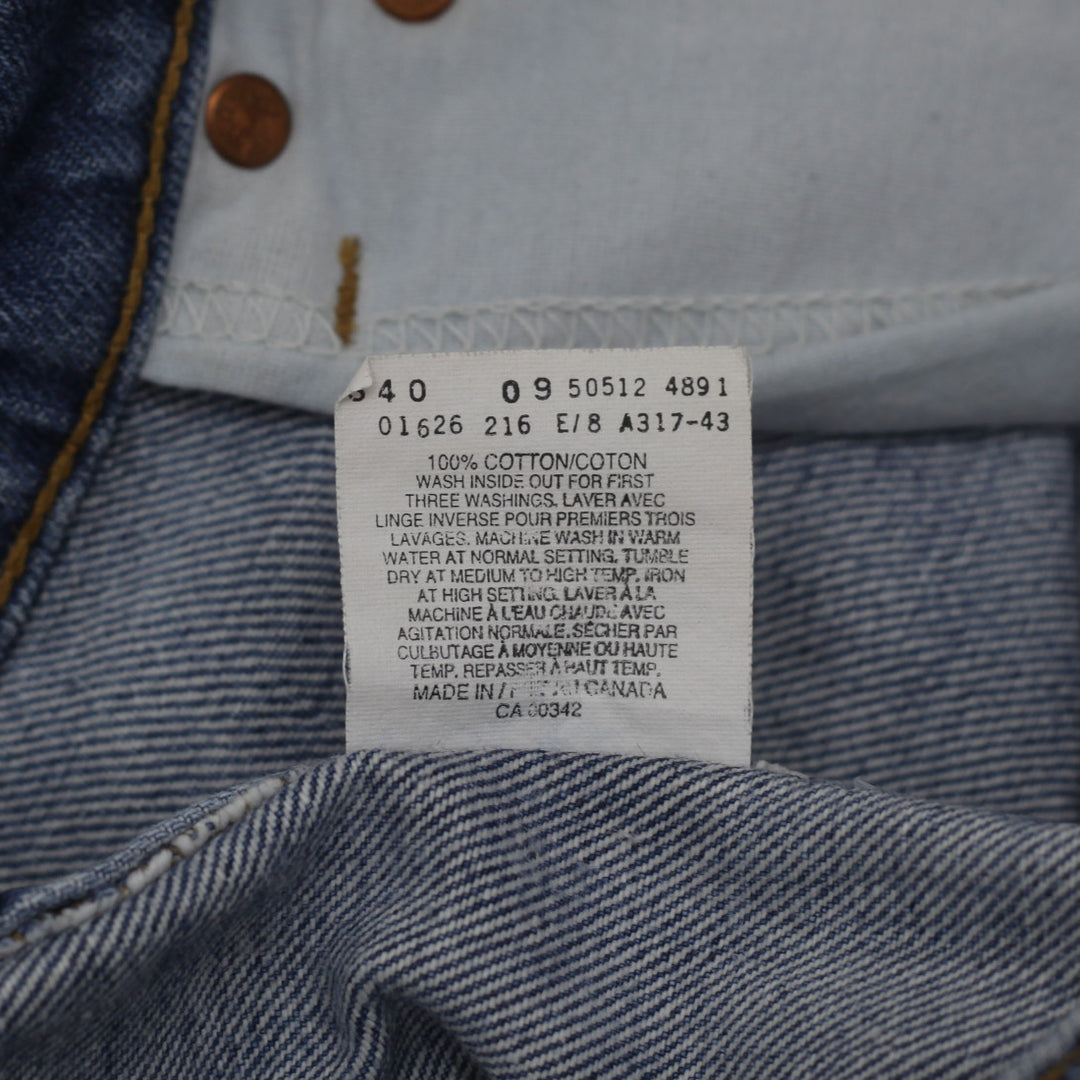 40 09 50512 4891
01626 216 E/8 A317-43
100% COTTON/COTON
WASH INSIDE OUT FOR FIRST
THREE WASHINGS. LAVER AVEC
LINGE INVERSE POUR PREMIERS TROIS
LAVAGES. MACHINE WASH IN WARM
WATER AT NORMAL SETTING. TUMBLE
DRY AT MEDIUM TO HIGH TEMP. IRON
AT HIGH SETTING. LAVER À LA
MACHINE À L'EAU CHAUDE AVEC
AGITATION NORMALE. SÉCHER PAR
CULBUTAGE À MOYENNE OU HAUTE
TEMP. REPASSER À HAUT TEMP.
MADE IN CANADA
CA 00342